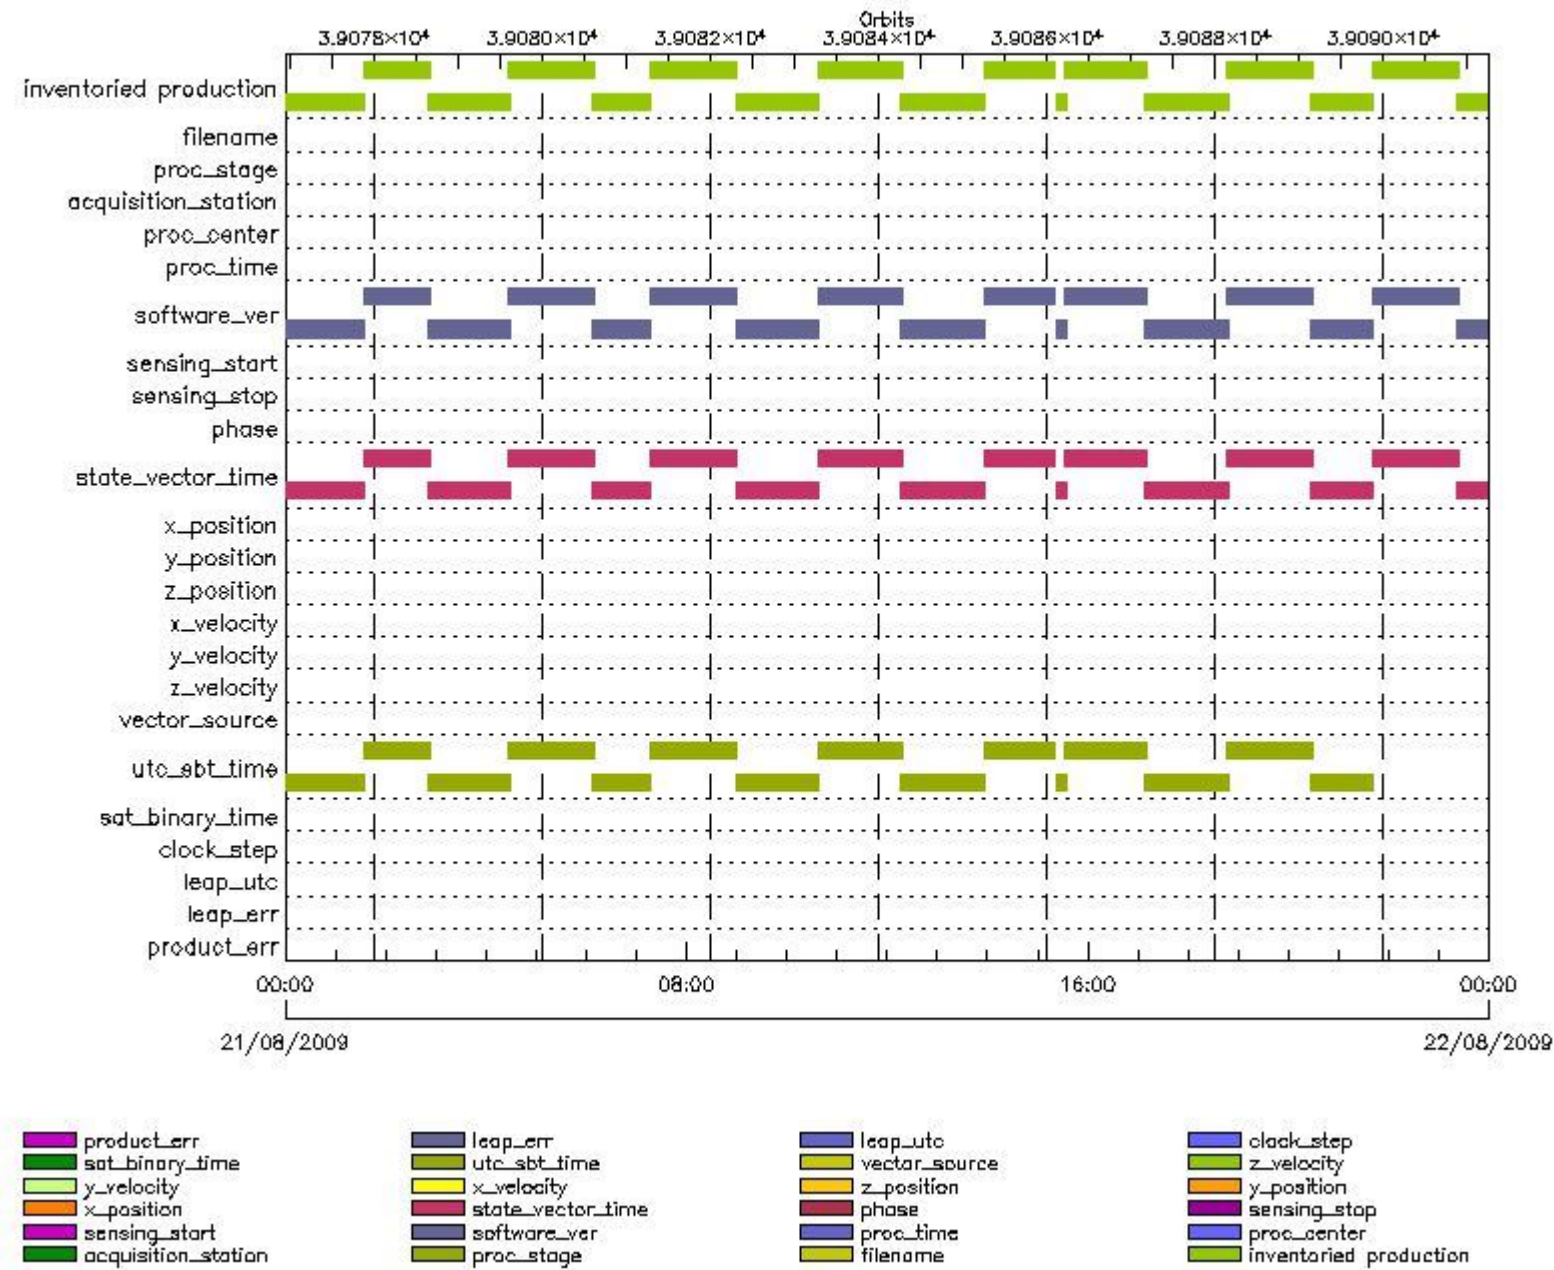 Orbits
3.9078×10⁴ 3.9080×10⁴ 3.9082×10⁴ 3.9084×10⁴ 3.9086×10⁴ 3.9088×10⁴ 3.9090×10⁴
inventoried production
filename
proc_stage
acquisition_station
proc_center
proc_time
software_ver
sensing_start
sensing_stop
phase
state_vector_time
x_position
y_position
z_position
x_velocity
y_velocity
z_velocity
vector_source
utc_sbt_time
sat_binary_time
clock_step
leap_utc
leap_err
product_err
00:00 08:00 16:00 00:00
21/08/2009 22/08/2009
product_err leap_err leap_utc clock_step
sat_binary_time utc_sbt_time vector_source z_velocity
y_velocity x_velocity z_position y_position
x_position state_vector_time phase sensing_stop
sensing_start software_ver proc_time proc_center
acquisition_station proc_stage filename inventoried production